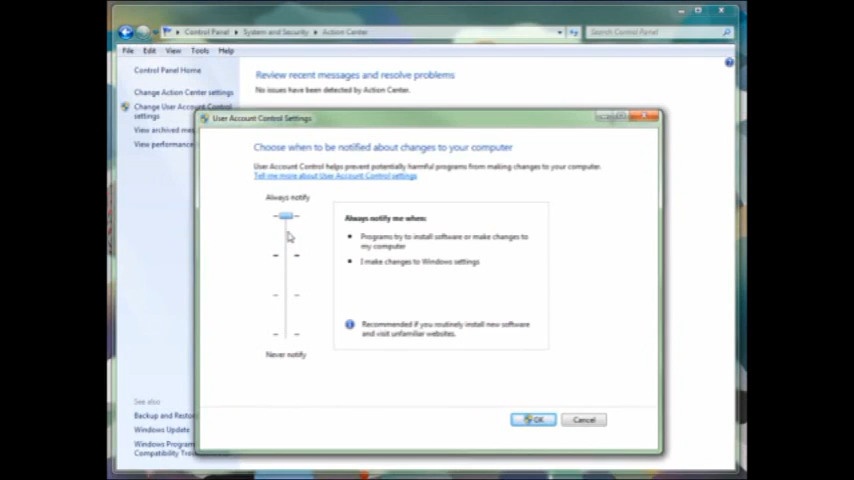 Control Panel System and Security Action Center Search Control Panel
File Edit View Tools Help
Control Panel Home
Review recent messages and resolve problems
No issues have been detected by Action Center.
Change Action Center settings
Change User Account Control
settings
View archived
View performance
User Account Control Settings
Choose when to be notified about changes to your computer
User Account Control helps prevent potentially harmful programs from making changes to your computer.
Tell me more about User Account Control settings
Always notify
Always notify me when:
Programs try to install software or make changes to
my computer
I make changes to Windows settings
Recommended if you routinely install new software
and visit unfamiliar websites.
Never notify
OK Cancel
See also
Backup and
Windows Update
Windows
Compatibility